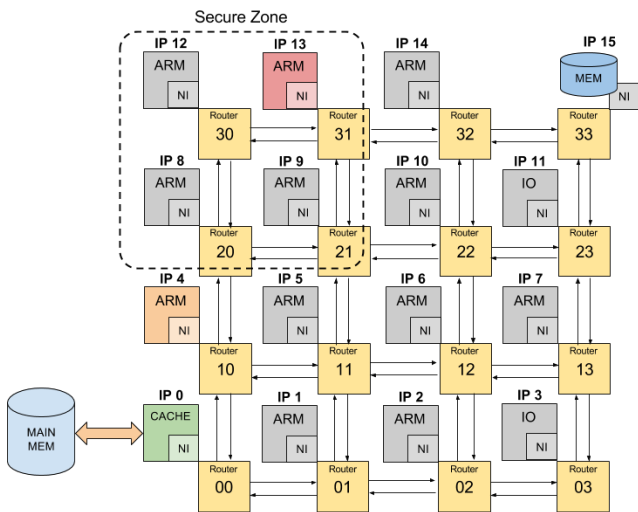 Secure Zone
IP 12
IP 13
IP 14
IP 15
ARM
ARM
ARM
MEM
NI
NI
NI
NI
Router
Router
Router
Router
30
31
32
33
IP 8
IP 9
IP 10
IP 11
ARM
ARM
ARM
IO
NI
NI
NI
NI
Router
Router
Router
Router
20
21
22
23
IP 4
IP 5
IP 6
IP 7
ARM
ARM
ARM
ARM
NI
NI
NI
NI
Router
Router
Router
Router
10
11
12
13
IP 0
IP 1
IP 2
IP 3
CACHE
ARM
ARM
IO
MAIN
MEM
NI
NI
NI
NI
Router
Router
Router
Router
00
01
02
03